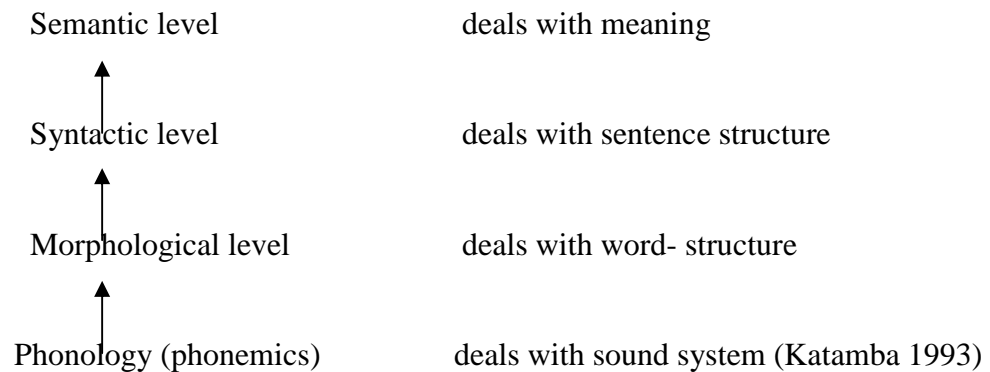 Semantic level deals with meaning
Syntactic level deals with sentence structure
Morphological level deals with word- structure
Phonology (phonemics) deals with sound system (Katamba 1993)